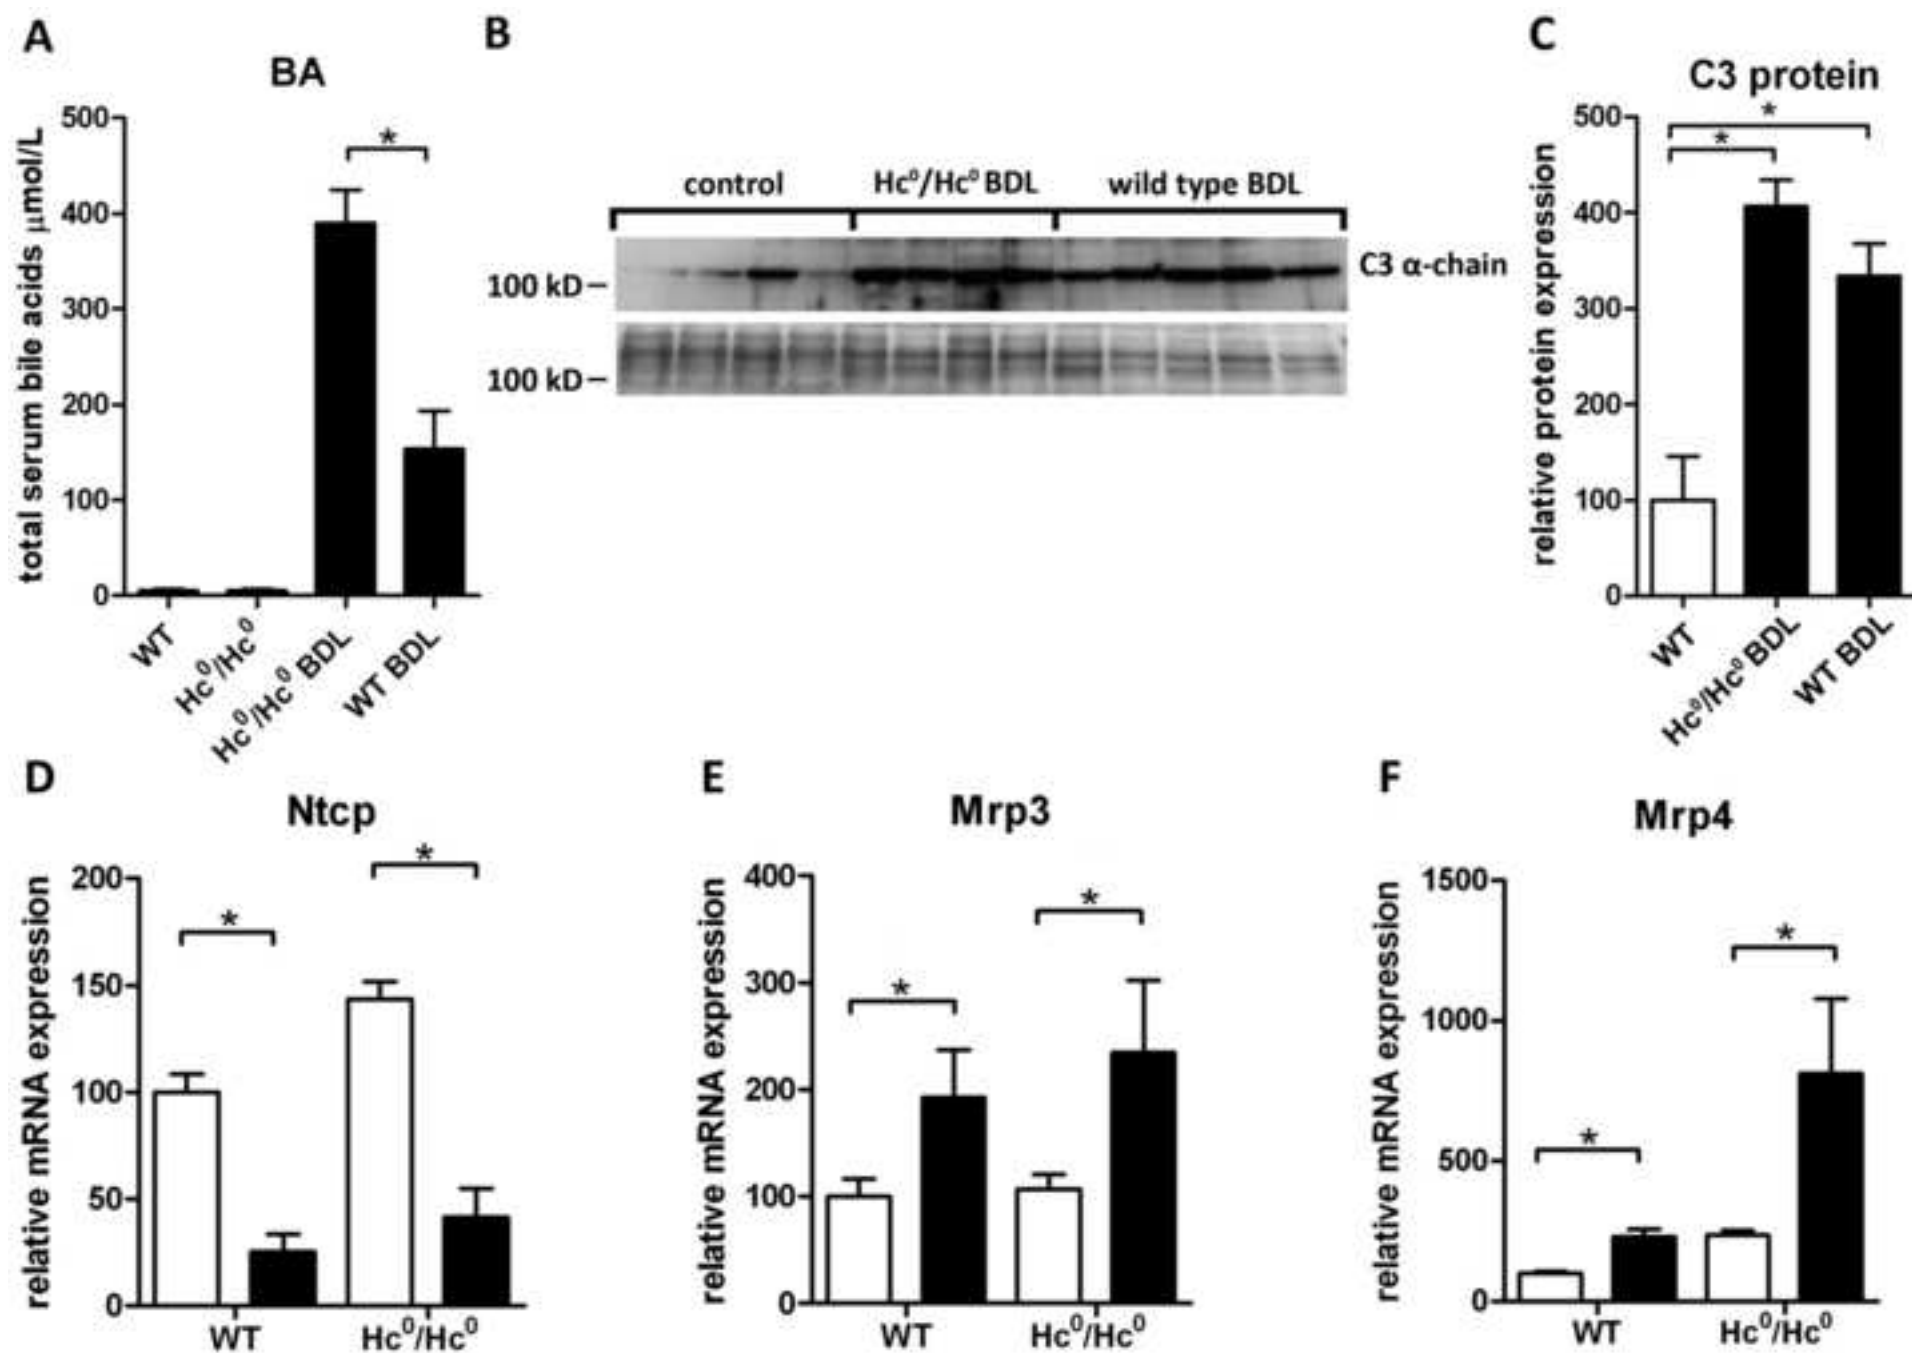 A
BA
total serum bile acids µmol/L
500
400
300
200
100
0
*
WT
Hc⁰/Hc⁰
Hc⁰/Hc⁰ BDL
WT BDL
B
control
Hc⁰/Hc⁰ BDL
wild type BDL
100 kD
C3 α-chain
100 kD
C
C3 protein
relative protein expression
500
400
300
200
100
0
*
*
WT
Hc⁰/Hc⁰ BDL
WT BDL
D
Ntcp
relative mRNA expression
200
150
100
50
0
*
*
WT
Hc⁰/Hc⁰
E
Mrp3
relative mRNA expression
400
300
200
100
0
*
*
WT
Hc⁰/Hc⁰
F
Mrp4
relative mRNA expression
1500
1000
500
0
*
*
WT
Hc⁰/Hc⁰